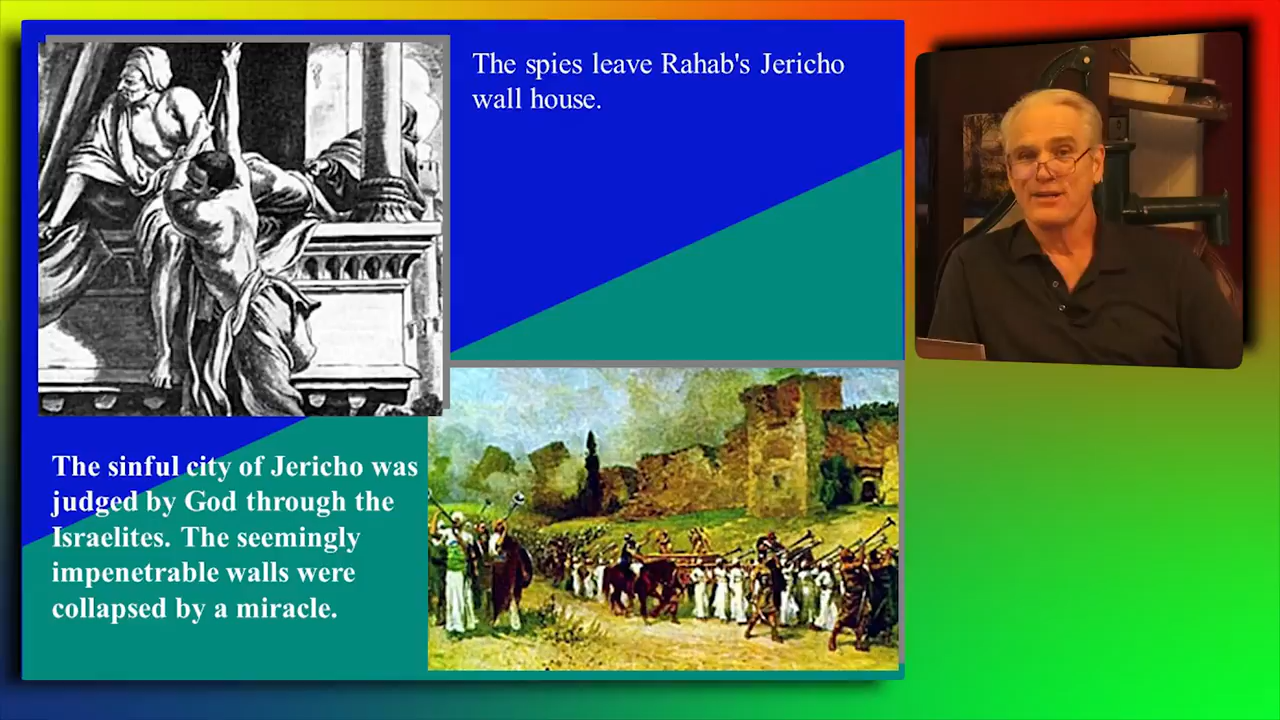 The spies leave Rahab's Jericho
wall house.
The sinful city of Jericho was
judged by God through the
Israelites. The seemingly
impenetrable walls were
collapsed by a miracle.